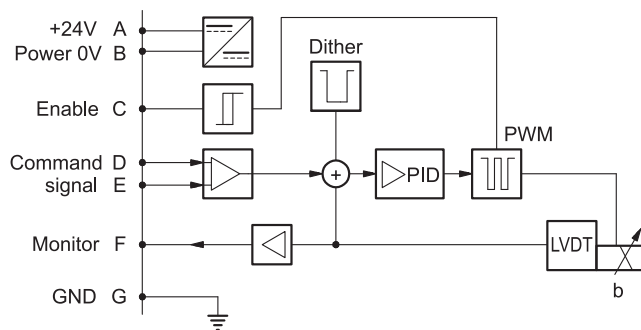 +24V A
Power 0V B
Dither
Enable C
PWM
Command D
signal E
PID
Monitor F
LVDT
b
GND G